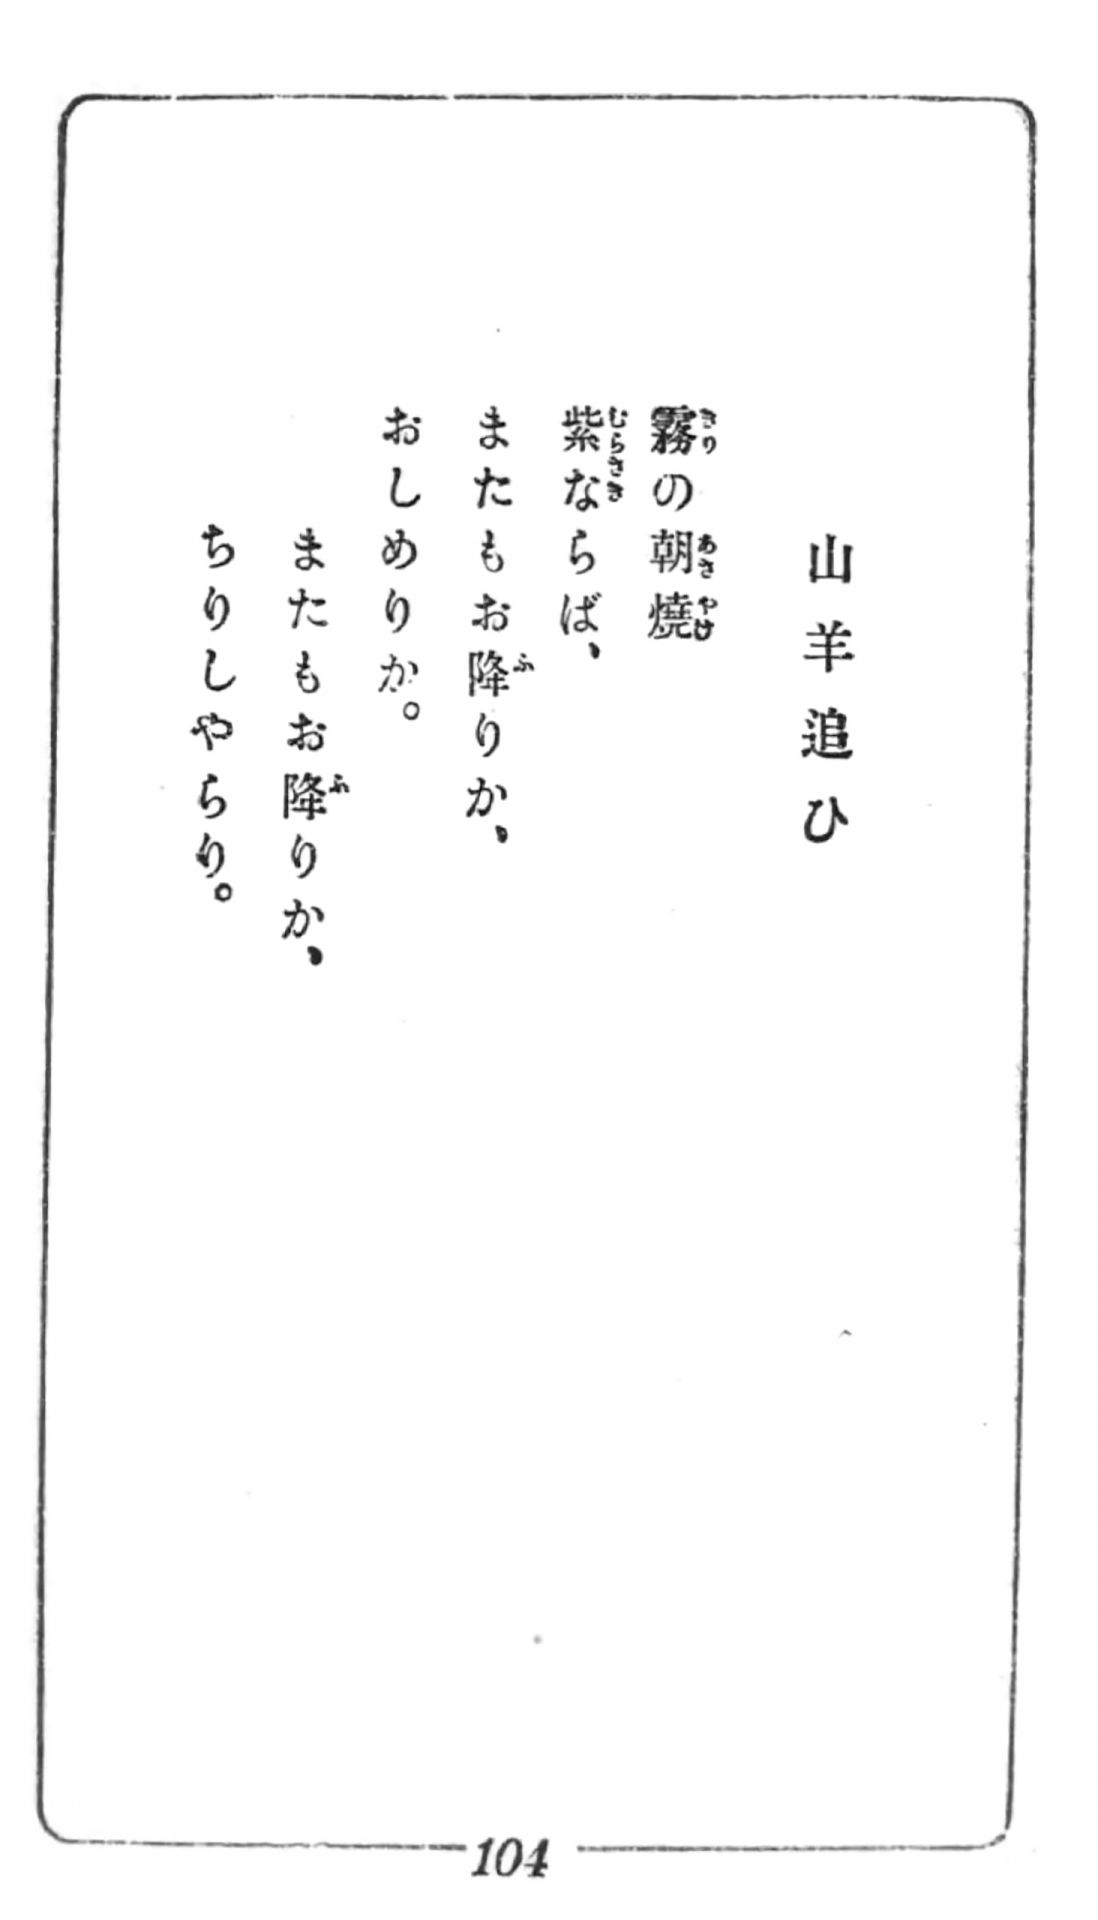 山羊追ひ
霧の朝燒
紫ならば、
またもお降りか、
おしめりか。
またもお降りか、
ちりしやらり。
104